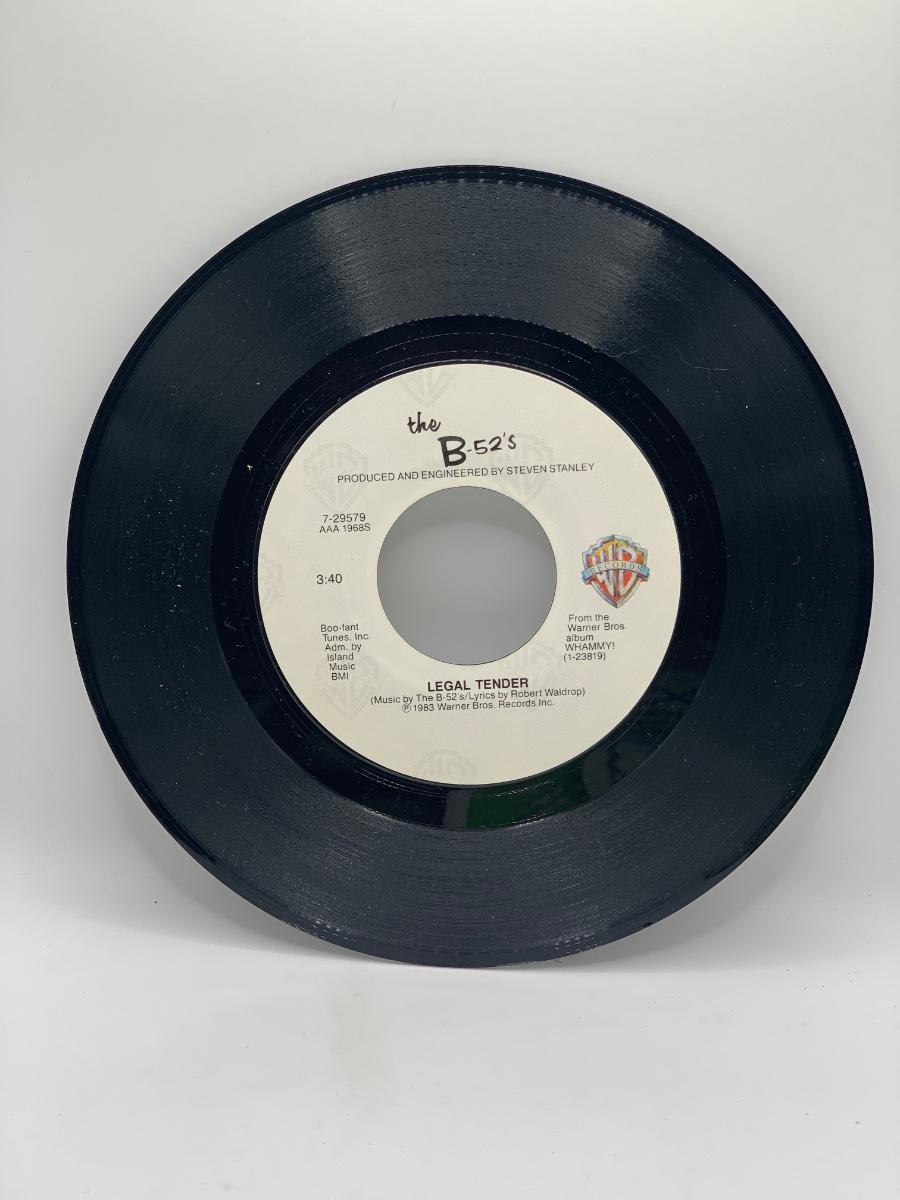 the
B-52's
PRODUCED AND ENGINEERED BY STEVEN STANLEY
7-29579
AAA 1968S
3:40
WB
RECORDS
Boo-fant
Tunes, Inc.
Adm. by
Island
Music
BMI
From the
Warner Bros.
album
WHAMMY!
(1-23819)
LEGAL TENDER
(Music by The B-52's/Lyrics by Robert Waldrop)
℗ 1983 Warner Bros. Records Inc.